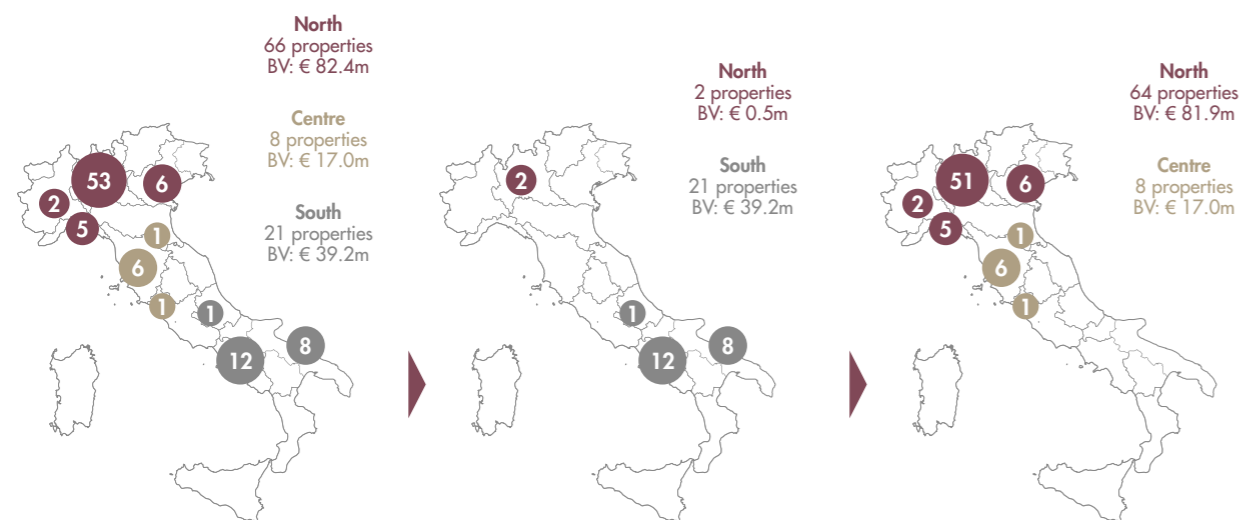 North
66 properties
BV: € 82.4m
Centre
8 properties
BV: € 17.0m
South
21 properties
BV: € 39.2m
53
6
2
5
1
6
1
1
8
12
North
2 properties
BV: € 0.5m
South
21 properties
BV: € 39.2m
2
1
8
12
North
64 properties
BV: € 81.9m
Centre
8 properties
BV: € 17.0m
51
6
2
5
1
6
1